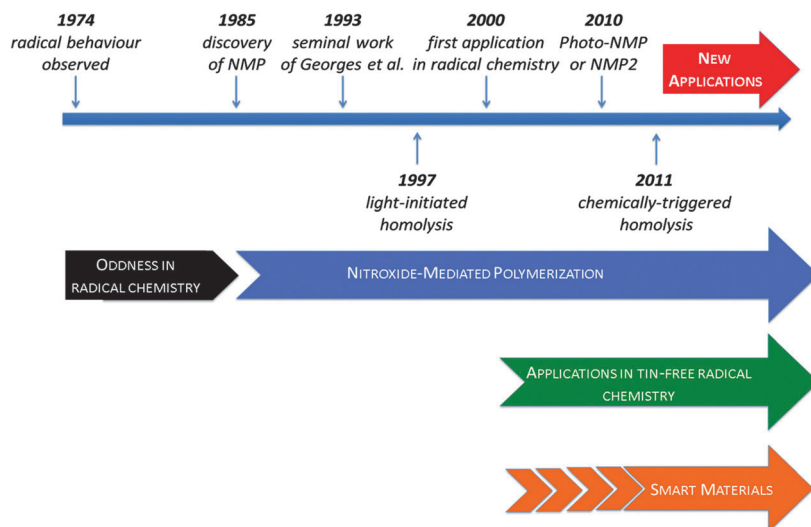 1974
radical behaviour
observed
1985
discovery
of NMP
1993
seminal work
of Georges et al.
2000
first application
in radical chemistry
2010
Photo-NMP
or NMP2
NEW
APPLICATIONS
1997
light-initiated
homolysis
2011
chemically-triggered
homolysis
ODDNESS IN
RADICAL CHEMISTRY
NITROXIDE-MEDIATED POLYMERIZATION
APPLICATIONS IN TIN-FREE RADICAL
CHEMISTRY
SMART MATERIALS